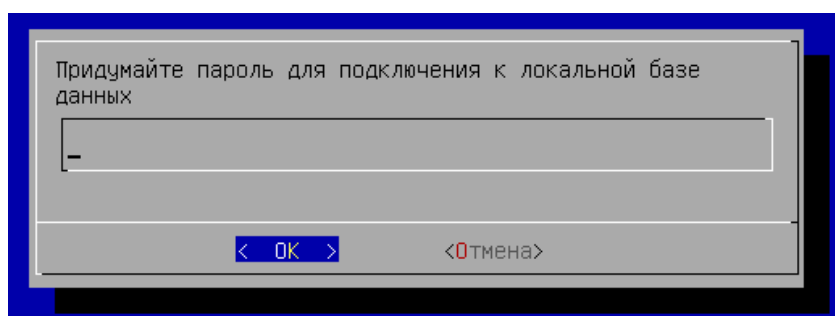 Придумайте пароль для подключения к локальной базе
данных
< OK > <Отмена>